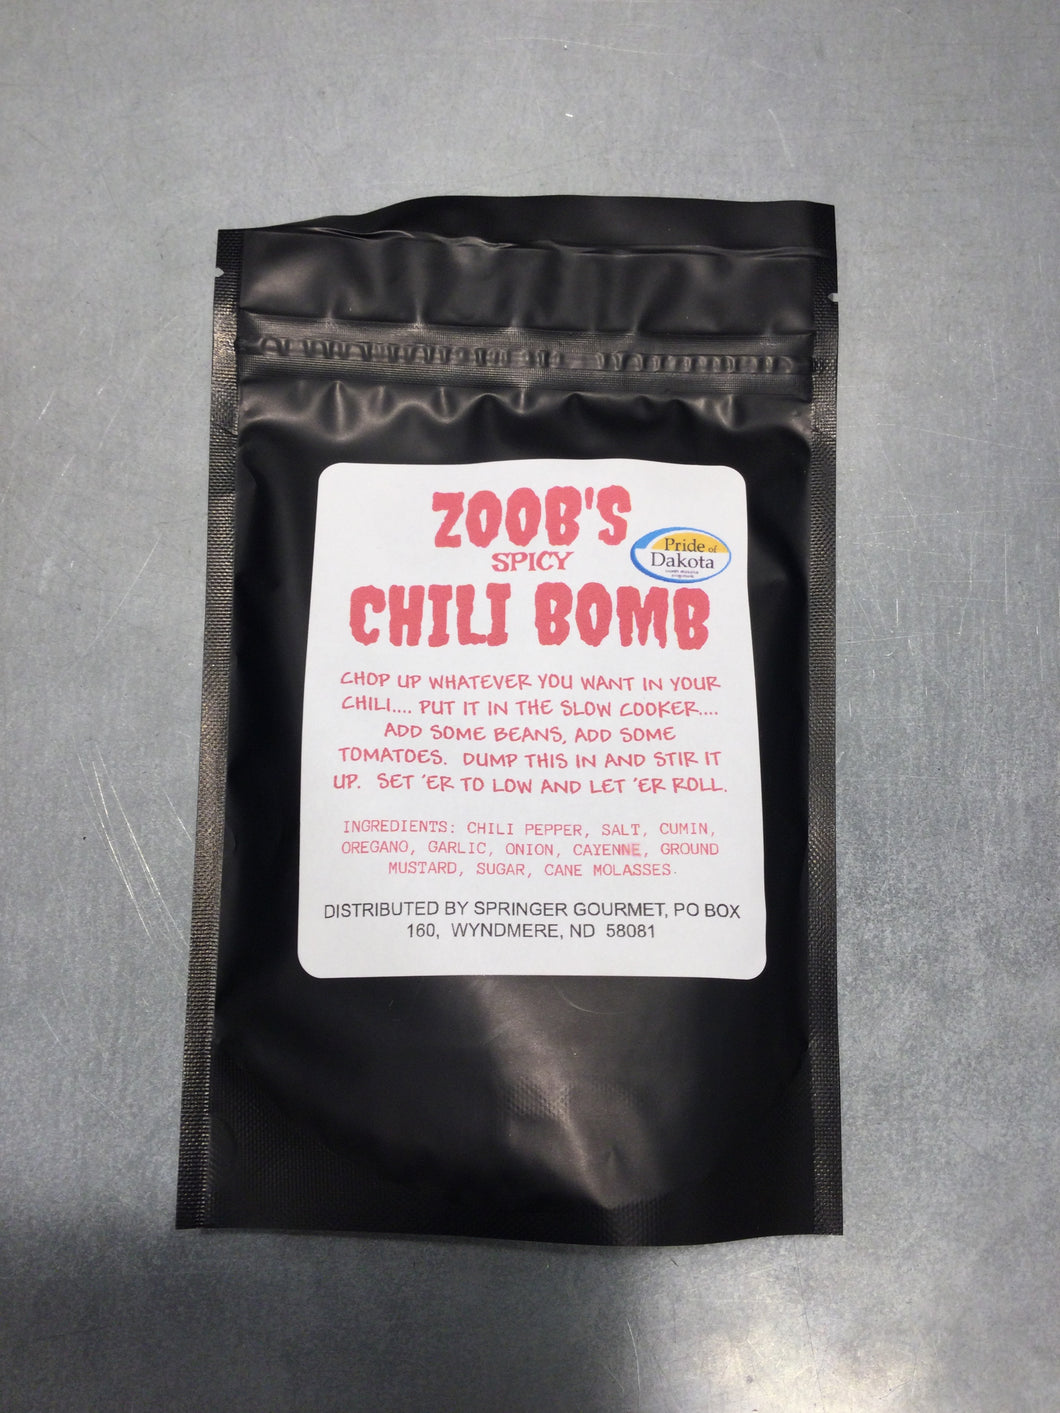 ZOOB'S
SPICY
Pride of
Dakota
CHILI BOMB
CHOP UP WHATEVER YOU WANT IN YOUR
CHILI.... PUT IT IN THE SLOW COOKER....
ADD SOME BEANS, ADD SOME
TOMATOES. DUMP THIS IN AND STIR IT
UP. SET 'ER TO LOW AND LET 'ER ROLL.
INGREDIENTS: CHILI PEPPER, SALT, CUMIN,
OREGANO, GARLIC, ONION, CAYENNE, GROUND
MUSTARD, SUGAR, CANE MOLASSES.
DISTRIBUTED BY SPRINGER GOURMET, PO BOX
160, WYNDMERE, ND 58081